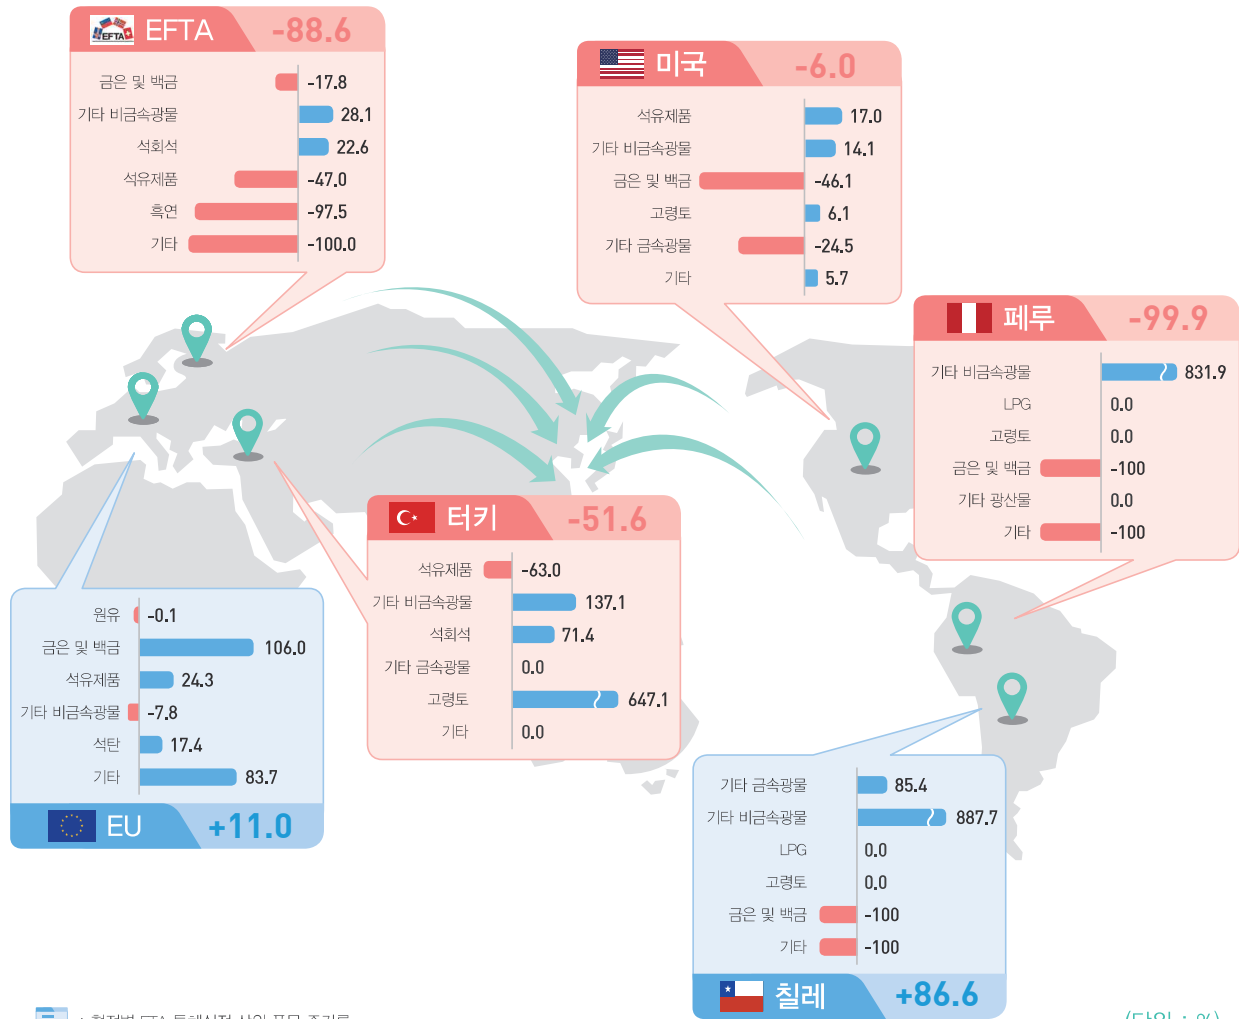 EFTA -88.6
금은 및 백금 -17.8
기타 비금속광물 28.1
석회석 22.6
석유제품 -47.0
흑연 -97.5
기타 -100.0
미국 -6.0
석유제품 17.0
기타 비금속광물 14.1
금은 및 백금 -46.1
고령토 6.1
기타 금속광물 -24.5
기타 5.7
페루 -99.9
기타 비금속광물 831.9
LPG 0.0
고령토 0.0
금은 및 백금 -100
기타 광산물 0.0
기타 -100
터키 -51.6
석유제품 -63.0
기타 비금속광물 137.1
석회석 71.4
기타 금속광물 0.0
고령토 647.1
기타 0.0
원유 -0.1
금은 및 백금 106.0
석유제품 24.3
기타 비금속광물 -7.8
석탄 17.4
기타 83.7
EU +11.0
기타 금속광물 85.4
기타 비금속광물 887.7
LPG 0.0
고령토 0.0
금은 및 백금 -100
기타 -100
칠레 +86.6
(단위 : %)